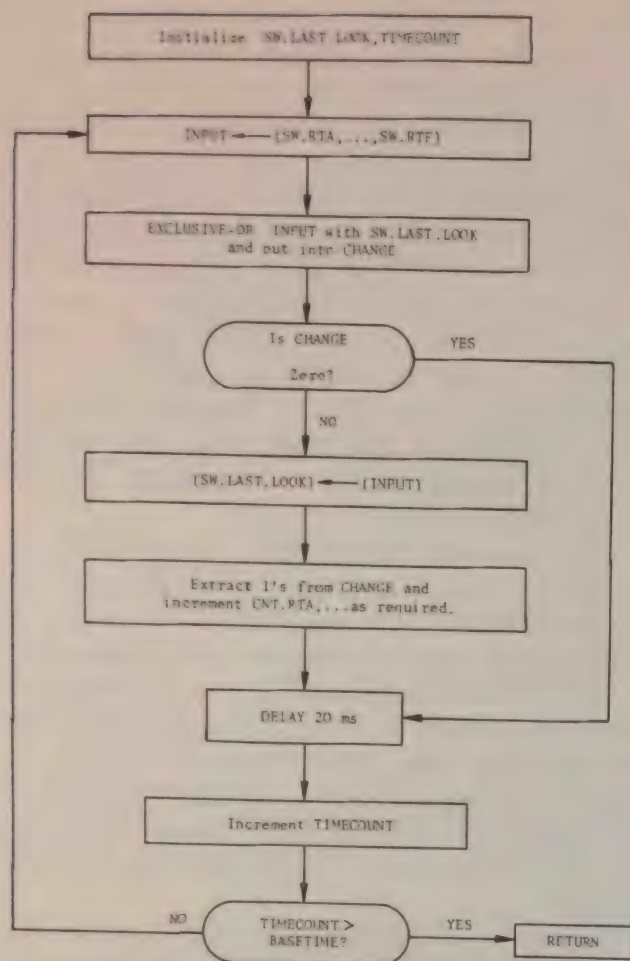 Initialize SW.LAST LOOK,TIMECOUNT
INPUT ← [SW.RTA,...,SW.RTF]
EXCLUSIVE-OR INPUT with SW.LAST.LOOK
and put into CHANGE
Is CHANGE
Zero?
YES
NO
[SW.LAST.LOOK] ← [INPUT]
Extract 1's from CHANGE and
increment CNT.RTA,...as required.
DELAY 20 ms
Increment TIMECOUNT
NO
TIMECOUNT >
BASETIME?
YES
RETURN